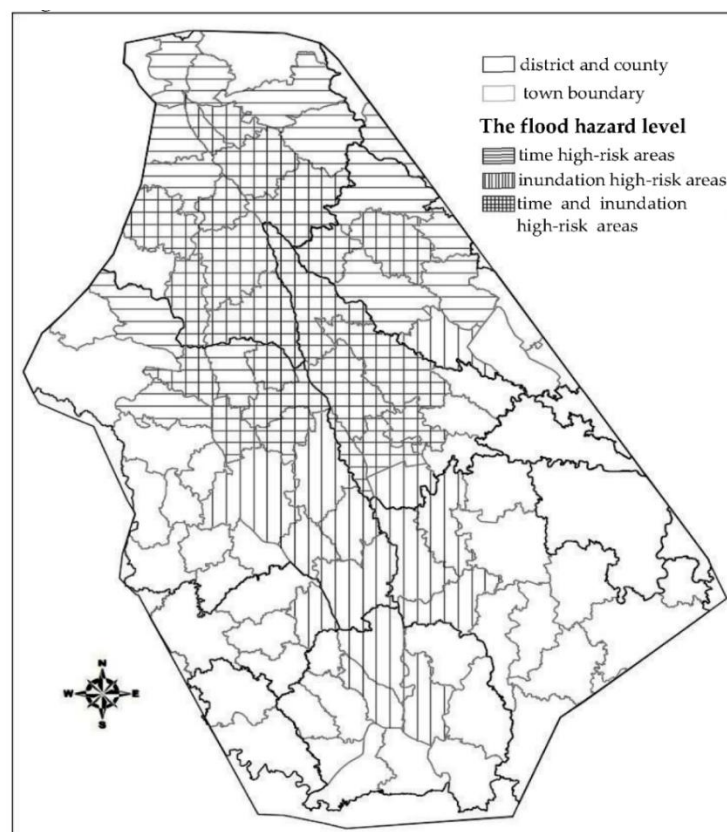 district and county
town boundary
The flood hazard level
time high-risk areas
inundation high-risk areas
time and inundation
high-risk areas
N
W E
S